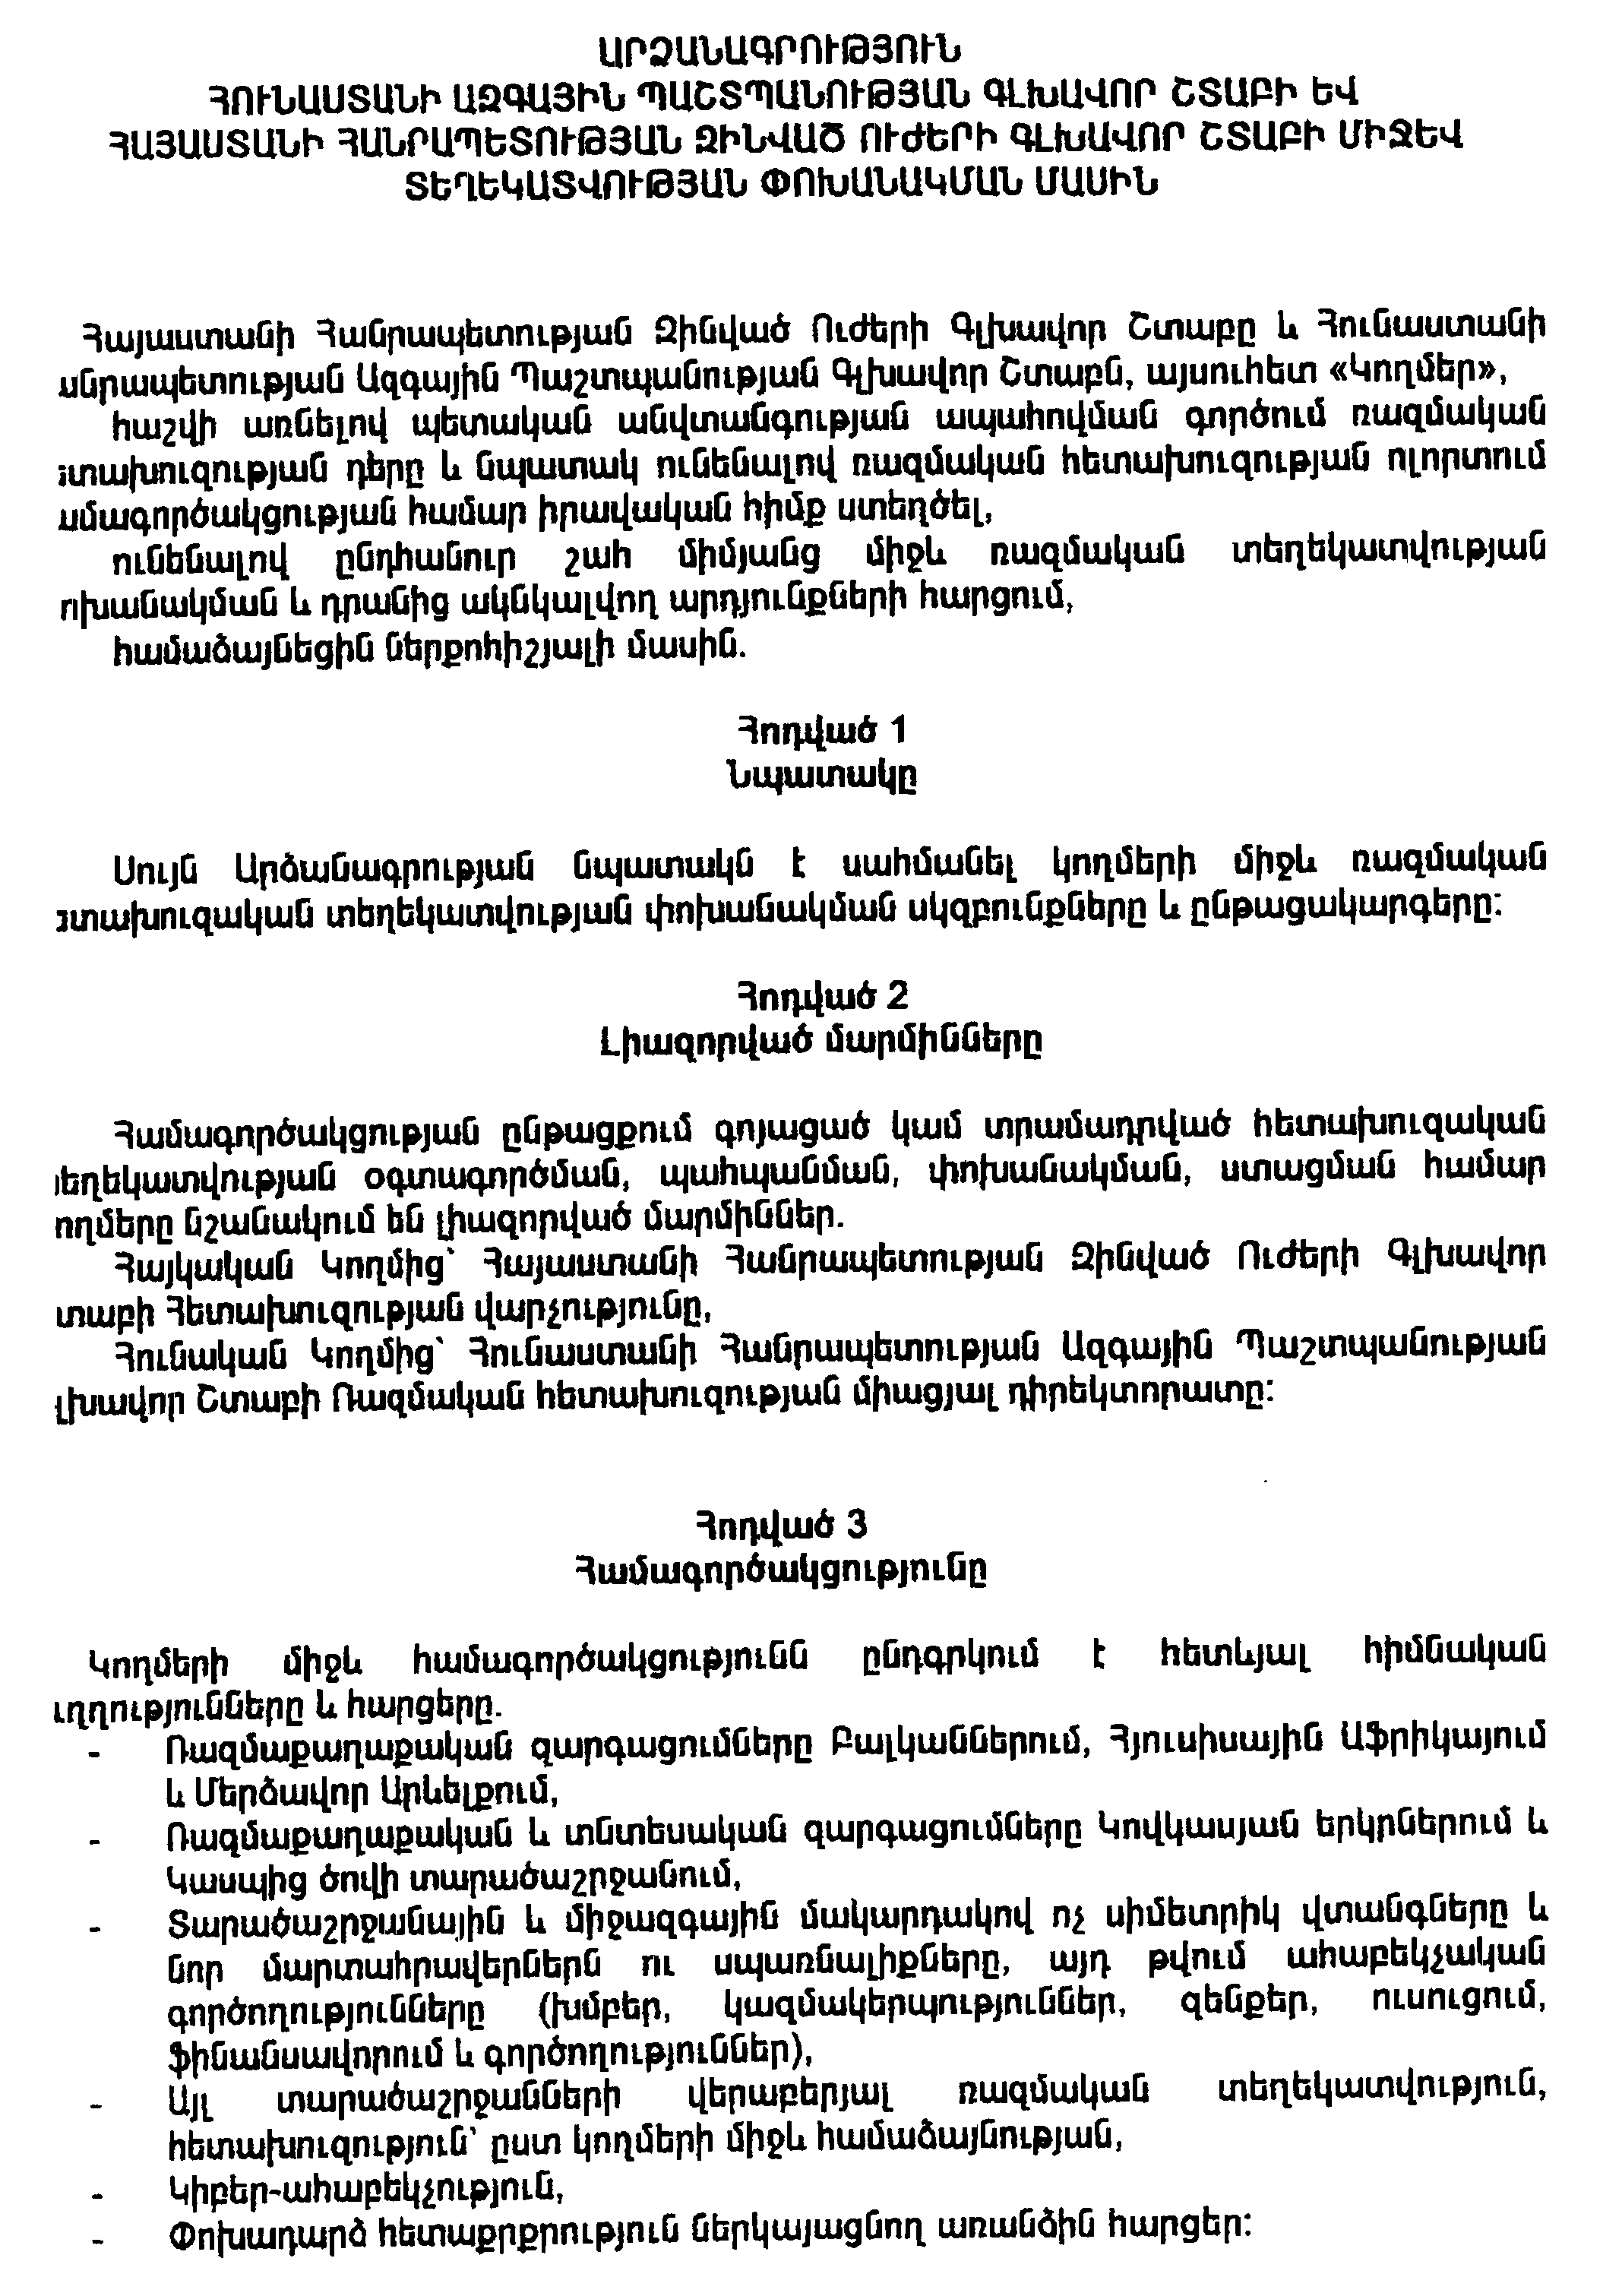 ԱՐՁԱՆԱԳՐՈՒԹՅՈՒՆ
ՀՈՒՆԱՍՏԱՆԻ ԱԶԳԱՅԻՆ ՊԱՇՏՊԱՆՈՒԹՅԱՆ ԳԼԽԱՎՈՐ ՇՏԱԲԻ ԵՎ
ՀԱՅԱՍՏԱՆԻ ՀԱՆՐԱՊԵՏՈՒԹՅԱՆ ԶԻՆՎԱԾ ՈՒԺԵՐԻ ԳԼԽԱՎՈՐ ՇՏԱԲԻ ՄԻՋԵՎ
ՏԵՂԵԿԱՏՎՈՒԹՅԱՆ ՓՈԽԱՆԱԿՄԱՆ ՄԱՍԻՆ
Հայաստանի Հանրապետության Զինված Ուժերի Գլխավոր Շտաբը և Հունաստանի
անրապետության Ազգային Պաշտպանության Գլխավոր Շտաբն, այսուհետ «Կողմեր»,
հաշվի առնելով պետական անվտանգության ապահովման գործում ռազմական
ետախուզության դերը և նպատակ ունենալով ռազմական հետախուզության ոլորտում
ամագործակցության համար իրավական հիմք ստեղծել,
ունենալով ընդհանուր շահ միմյանց միջև ռազմական տեղեկատվության
ոխանակման և դրանից ակնկալվող արդյունքների հարցում,
համաձայնեցին ներքոհիշյալի մասին.
Հոդված 1
Նպատակը
Սույն Արձանագրության նպատակն է սահմանել կողմերի միջև ռազմական
ետախուզական տեղեկատվության փոխանակման սկզբունքները և ընթացակարգերը:
Հոդված 2
Լիազորված մարմինները
Համագործակցության ընթացքում գոյացած կամ տրամադրված հետախուզական
եղեկատվության օգտագործման, պահպանման, փոխանակման, ստացման համար
ողմերը նշանակում են լիազորված մարմիններ.
Հայկական Կողմից՝ Հայաստանի Հանրապետության Զինված Ուժերի Գլխավոր
տաբի Հետախուզության վարչությունը,
Հունական Կողմից՝ Հունաստանի Հանրապետության Ազգային Պաշտպանության
լխավոր Շտաբի Ռազմական հետախուզության միացյալ դիրեկտորատը:
Հոդված 3
Համագործակցությունը
Կողմերի միջև համագործակցությունն ընդգրկում է հետևյալ հիմնական
ւղղությունները և հարցերը.
- Ռազմաքաղաքական զարգացումները Բալկաններում, Հյուսիսային Աֆրիկայում
և Մերձավոր Արևելքում,
- Ռազմաքաղաքական և տնտեսական զարգացումները Կովկասյան երկրներում և
Կասպից ծովի տարածաշրջանում,
- Տարածաշրջանային և միջազգային մակարդակով ոչ սիմետրիկ վտանգները և
նոր մարտահրավերներն ու սպառնալիքները, այդ թվում ահաբեկչական
գործողությունները (խմբեր, կազմակերպություններ, զենքեր, ուսուցում,
ֆինանսավորում և գործողություններ),
- Այլ տարածաշրջանների վերաբերյալ ռազմական տեղեկատվություն,
հետախուզություն՝ ըստ կողմերի միջև համաձայնության,
- Կիբեր-ահաբեկչություն,
- Փոխադարձ հետաքրքրություն ներկայացնող առանձին հարցեր: